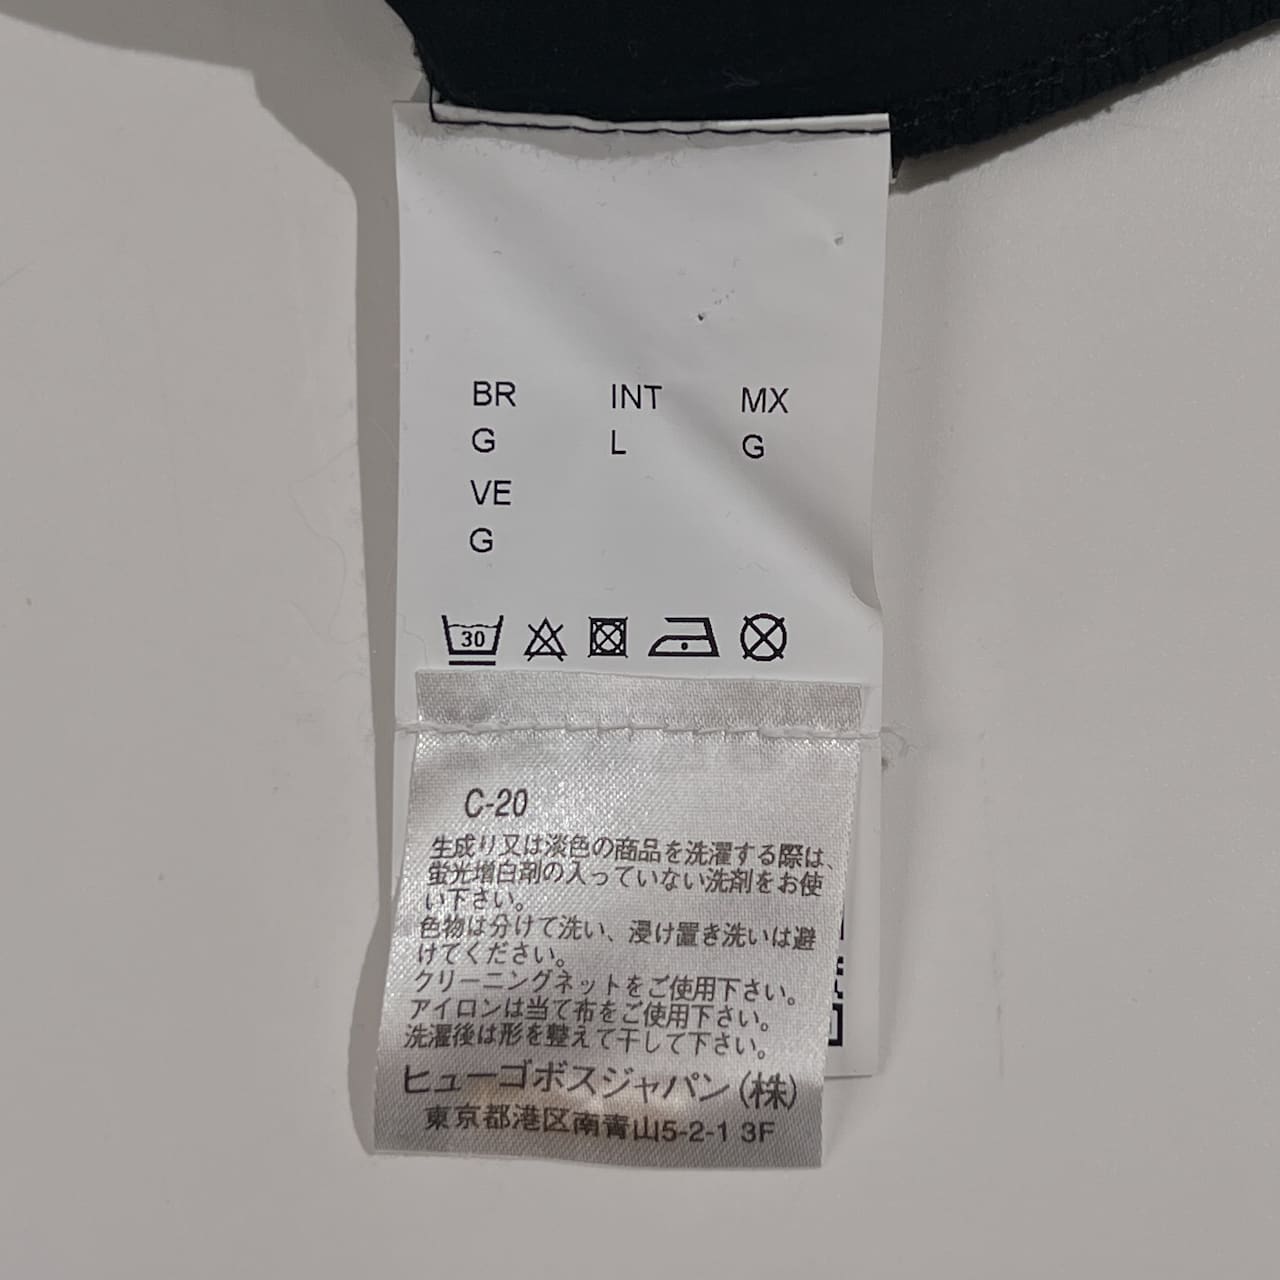 BR INT MX
G L G
VE
G
30
C-20
生成り又は淡色の商品を洗濯する際は、
蛍光増白剤の入っていない洗剤をお使
い下さい。
色物は分けて洗い、浸け置き洗いは避
けてください。
クリーニングネットをご使用下さい。
アイロンは当て布をご使用下さい。
洗濯後は形を整えて干して下さい。
ヒューゴボスジャパン(株)
東京都港区南青山5-2-1 3F